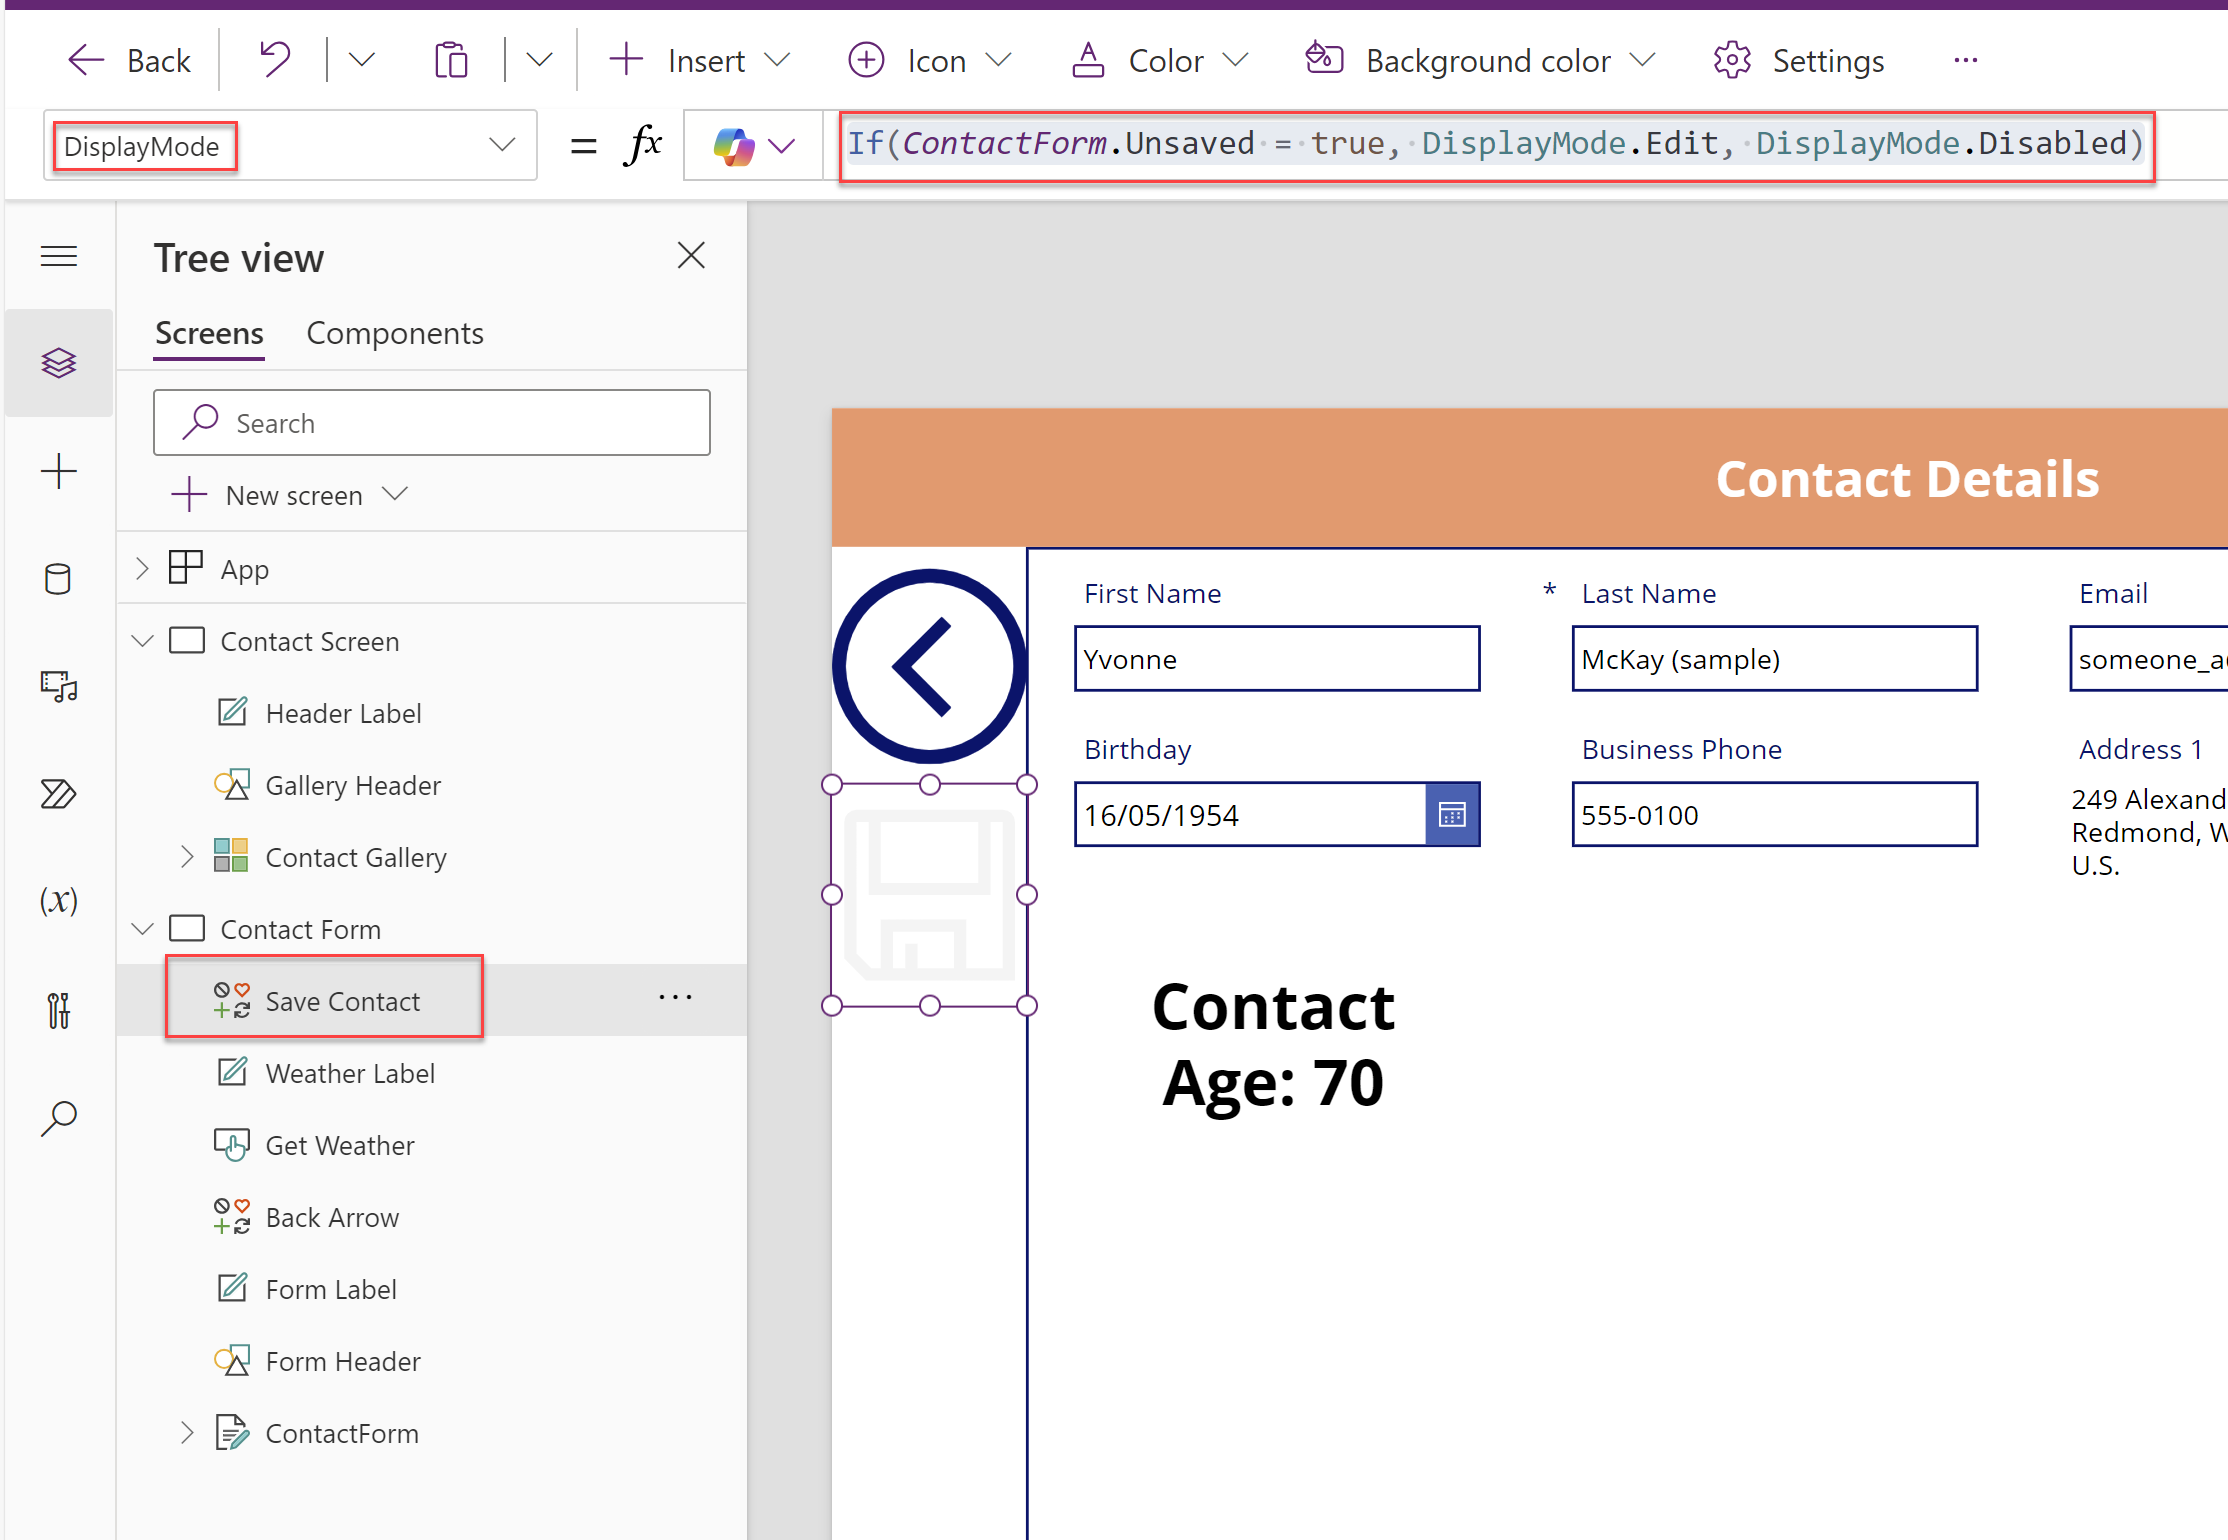 Back
Insert
Icon
Color
Background color
Settings
...
DisplayMode
= fx
If(ContactForm.Unsaved = true, DisplayMode.Edit, DisplayMode.Disabled)
Tree view
Screens
Components
Search
New screen
App
Contact Screen
Header Label
Gallery Header
Contact Gallery
Contact Form
Save Contact
...
Weather Label
Get Weather
Back Arrow
Form Label
Form Header
ContactForm
(x)
Contact Details
First Name
* Last Name
Email
Yvonne
McKay (sample)
Birthday
Business Phone
Address 1
16/05/1954
555-0100
249 Alexand
Redmond, W
U.S.
Contact
Age: 70